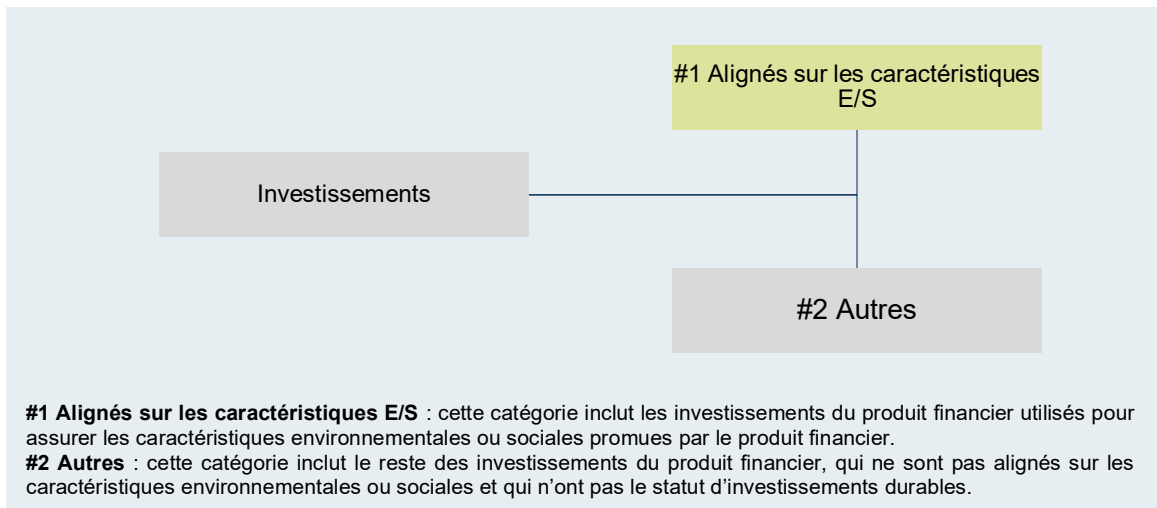 #1 Alignés sur les caractéristiques
E/S
Investissements
#2 Autres
#1 Alignés sur les caractéristiques E/S : cette catégorie inclut les investissements du produit financier utilisés pour
assurer les caractéristiques environnementales ou sociales promues par le produit financier.
#2 Autres : cette catégorie inclut le reste des investissements du produit financier, qui ne sont pas alignés sur les
caractéristiques environnementales ou sociales et qui n’ont pas le statut d’investissements durables.